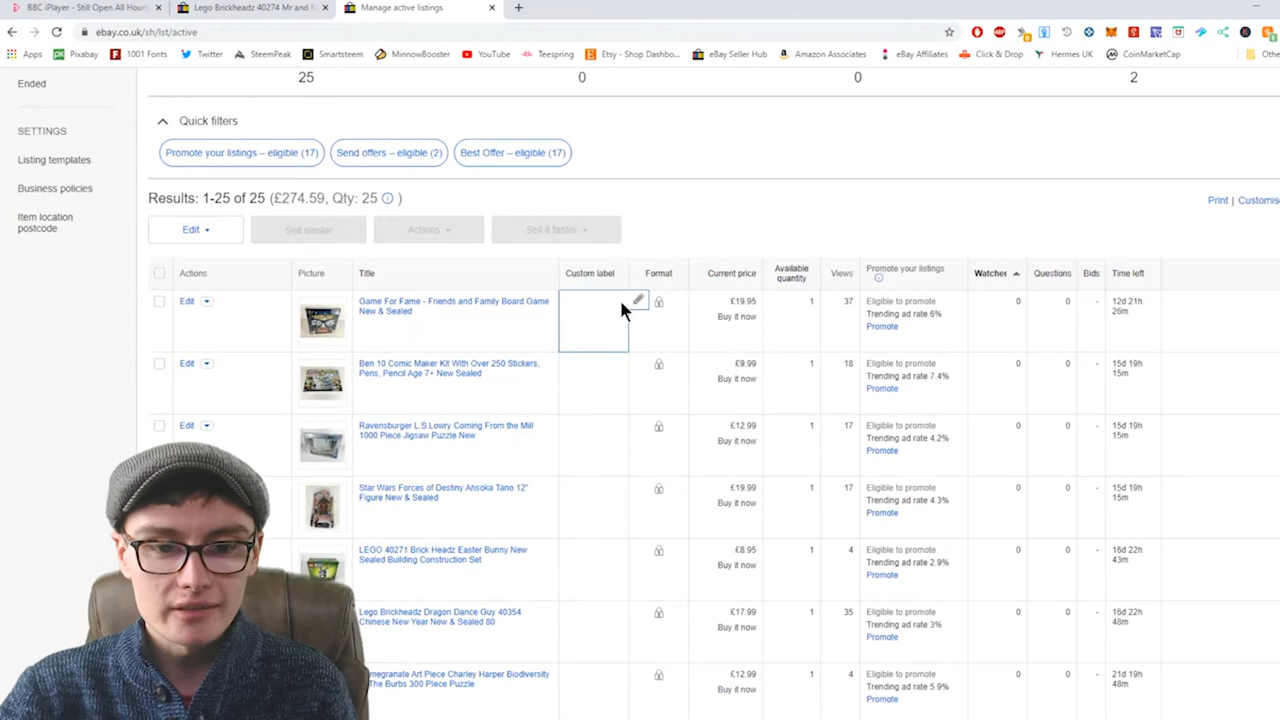 BBC iPlayer - Still Open All Hour
Lego Brickheadz 40274 Mr and M
Manage active listings
ebay.co.uk/sh/lst/active
Apps
Pixabay
1001 Fonts
Twitter
SteemPeak
Smartsteem
MinnowBooster
YouTube
Teespring
Etsy - Shop Dashbo...
eBay Seller Hub
Amazon Associates
eBay Affiliates
Click & Drop
Hermes UK
CoinMarketCap
Othe
Ended
25 0 0 2
SETTINGS
Listing templates
Business policies
Item location
postcode
Quick filters
Promote your listings – eligible (17)
Send offers – eligible (2)
Best Offer – eligible (17)
Results: 1-25 of 25 (£274.59, Qty: 25 )
Print | Customise
Edit
Sell similar
Actions
Sell it faster
Actions Picture Title Custom label Format Current price Available quantity Views Promote your listings Watcher Questions Bids Time left
Edit Game For Fame - Friends and Family Board Game £19.95 1 37 Eligible to promote 0 0 - 12d 21h
New & Sealed Buy it now Trending ad rate 6% 26m
Promote
Edit Ben 10 Comic Maker Kit With Over 250 Stickers, £9.99 1 18 Eligible to promote 0 0 - 15d 19h
Pens, Pencil Age 7+ New Sealed Buy it now Trending ad rate 7.4% 15m
Promote
Edit Ravensburger L.S.Lowry Coming From the Mill £12.99 1 17 Eligible to promote 0 0 - 15d 19h
1000 Piece Jigsaw Puzzle New Buy it now Trending ad rate 4.2% 15m
Promote
Star Wars Forces of Destiny Ahsoka Tano 12" £19.99 1 17 Eligible to promote 0 0 - 15d 19h
Figure New & Sealed Buy it now Trending ad rate 4.3% 15m
Promote
LEGO 40271 Brick Headz Easter Bunny New £8.95 1 4 Eligible to promote 0 0 - 16d 22h
Sealed Building Construction Set Buy it now Trending ad rate 2.9% 43m
Promote
Lego Brickheadz Dragon Dance Guy 40354 £17.99 1 35 Eligible to promote 0 0 - 16d 22h
Chinese New Year New & Sealed 80 Buy it now Trending ad rate 3% 48m
Promote
megranate Art Piece Charley Harper Biodiversity £12.99 1 4 Eligible to promote 0 0 - 21d 19h
The Burbs 300 Piece Puzzle Buy it now Trending ad rate 5.9% 48m
Promote